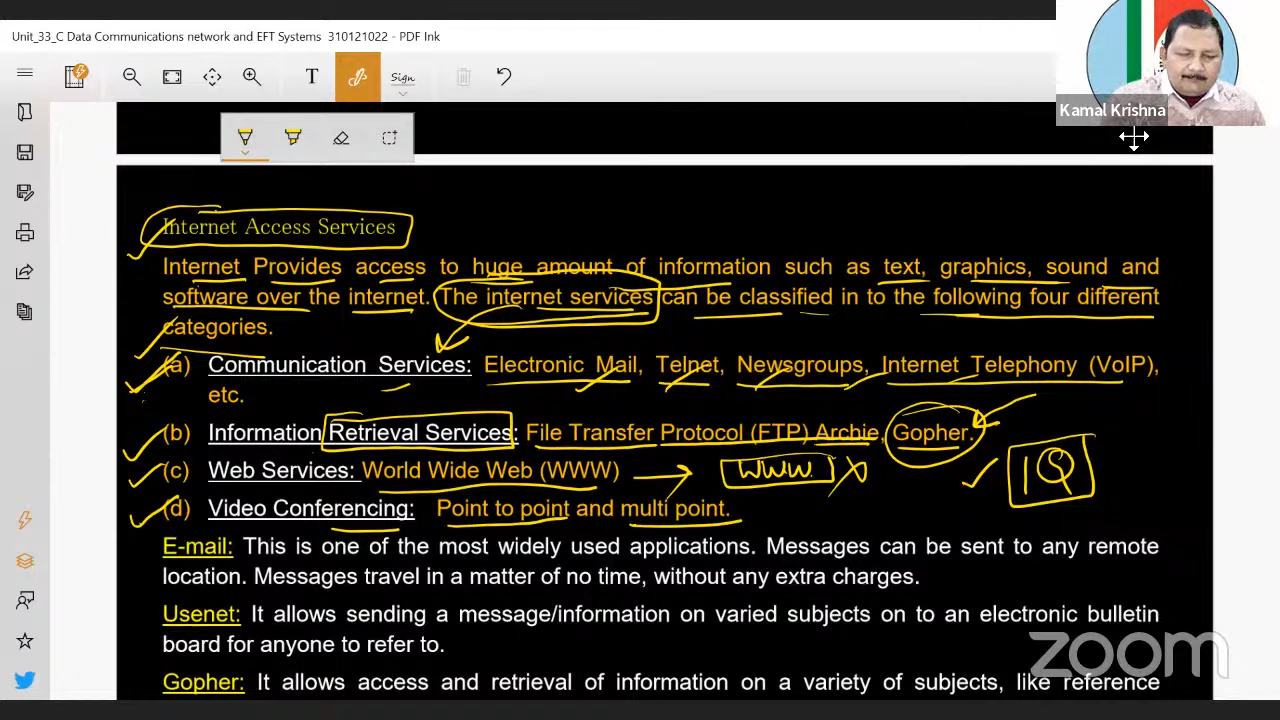 Unit_33_C Data Communications network and EFT Systems 310121022 - PDF Ink
T
Sign
Kamal Krishna
Internet Access Services
Internet Provides access to huge amount of information such as text, graphics, sound and
software over the internet. The internet services can be classified in to the following four different
categories.
(a) Communication Services: Electronic Mail, Telnet, Newsgroups, Internet Telephony (VoIP),
etc.
(b) Information Retrieval Services: File Transfer Protocol (FTP) Archie, Gopher.
(c) Web Services: World Wide Web (WWW) WWW
1Q
(d) Video Conferencing: Point to point and multi point.
E-mail: This is one of the most widely used applications. Messages can be sent to any remote
location. Messages travel in a matter of no time, without any extra charges.
Usenet: It allows sending a message/information on varied subjects on to an electronic bulletin
board for anyone to refer to.
Gopher: It allows access and retrieval of information on a variety of subjects, like reference
zoom